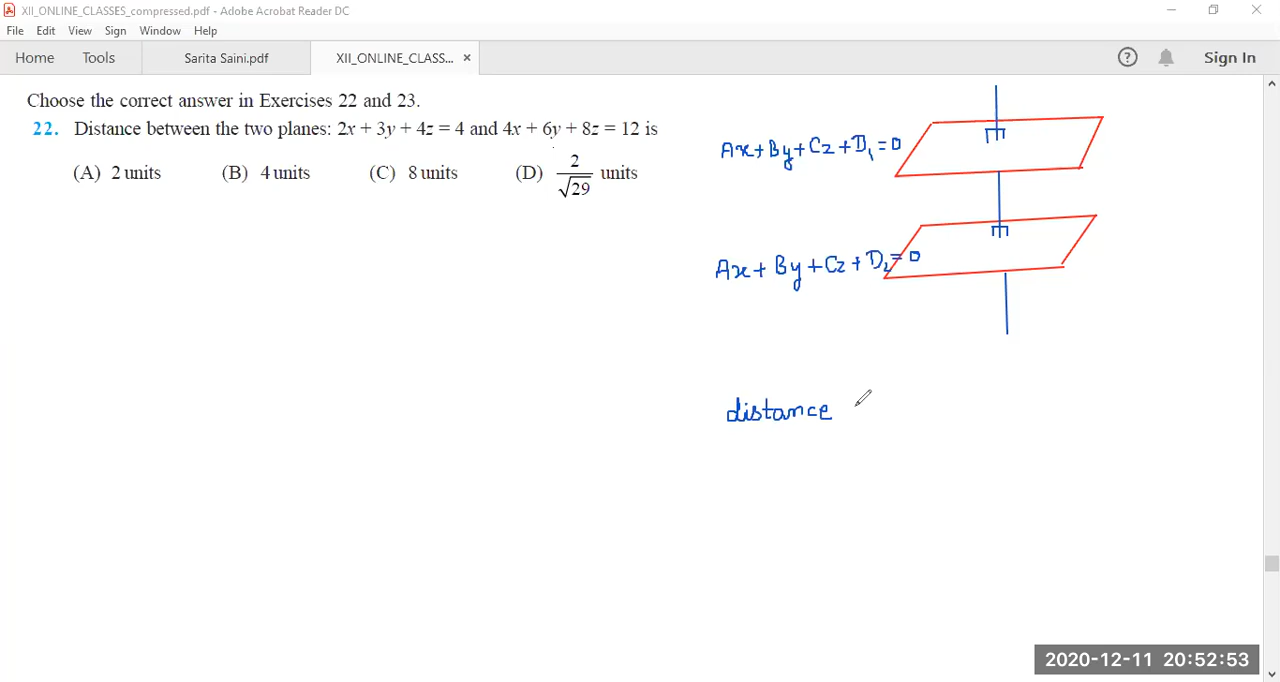 XII_ONLINE_CLASSES_compressed.pdf - Adobe Acrobat Reader DC
File Edit View Sign Window Help
Home Tools Sarita Saini.pdf XII_ONLINE_CLASS... × Sign In
Choose the correct answer in Exercises 22 and 23.
22. Distance between the two planes: 2x + 3y + 4z = 4 and 4x + 6y + 8z = 12 is
(A) 2 units (B) 4 units (C) 8 units (D) 2/√29 units
Ax+By+Cz+D₁=0
Ax+By+Cz+D₂=0
distance
2020-12-11 20:52:53